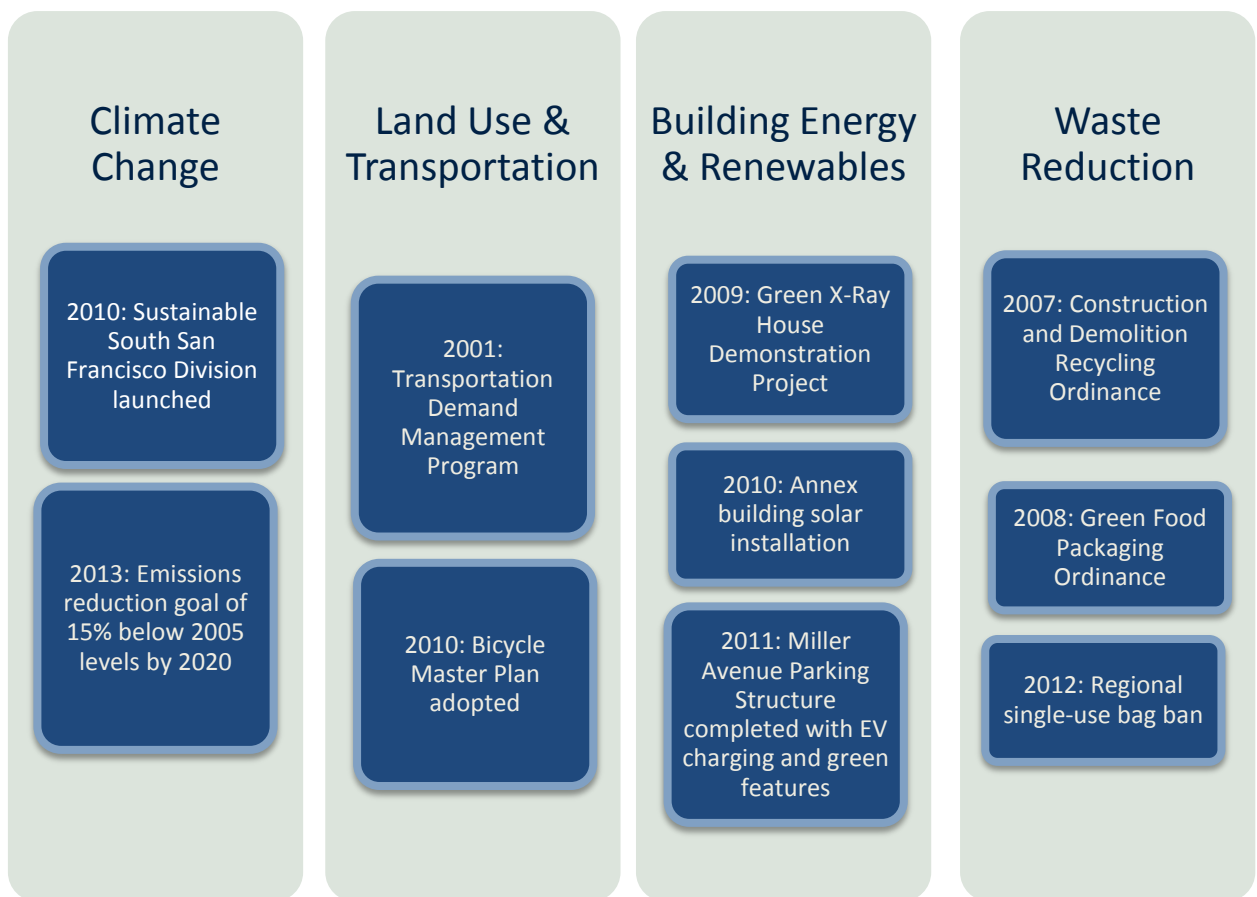 Climate
Change
2010: Sustainable
South San
Francisco Division
launched
2013: Emissions
reduction goal of
15% below 2005
levels by 2020
Land Use &
Transportation
2001:
Transportation
Demand
Management
Program
2010: Bicycle
Master Plan
adopted
Building Energy
& Renewables
2009: Green X-Ray
House
Demonstration
Project
2010: Annex
building solar
installation
2011: Miller
Avenue Parking
Structure
completed with EV
charging and green
features
Waste
Reduction
2007: Construction
and Demolition
Recycling
Ordinance
2008: Green Food
Packaging
Ordinance
2012: Regional
single-use bag ban